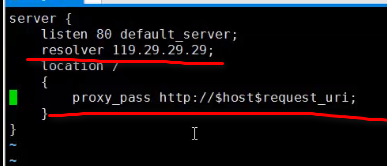 server {
listen 80 default_server;
resolver 119.29.29.29;
location /
{
proxy_pass http://$host$request_uri;
}
}
~
~